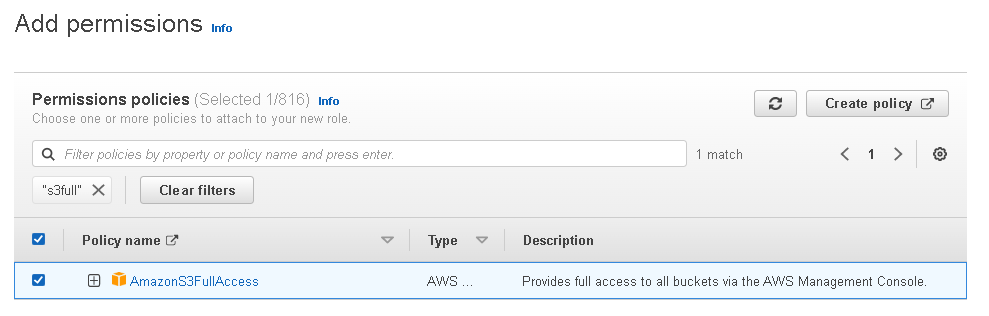 Add permissions Info
Permissions policies (Selected 1/816) Info
Choose one or more policies to attach to your new role.
Create policy
Filter policies by property or policy name and press enter.
1 match
1
"s3full"
Clear filters
Policy name
Type
Description
AmazonS3FullAccess
AWS ...
Provides full access to all buckets via the AWS Management Console.